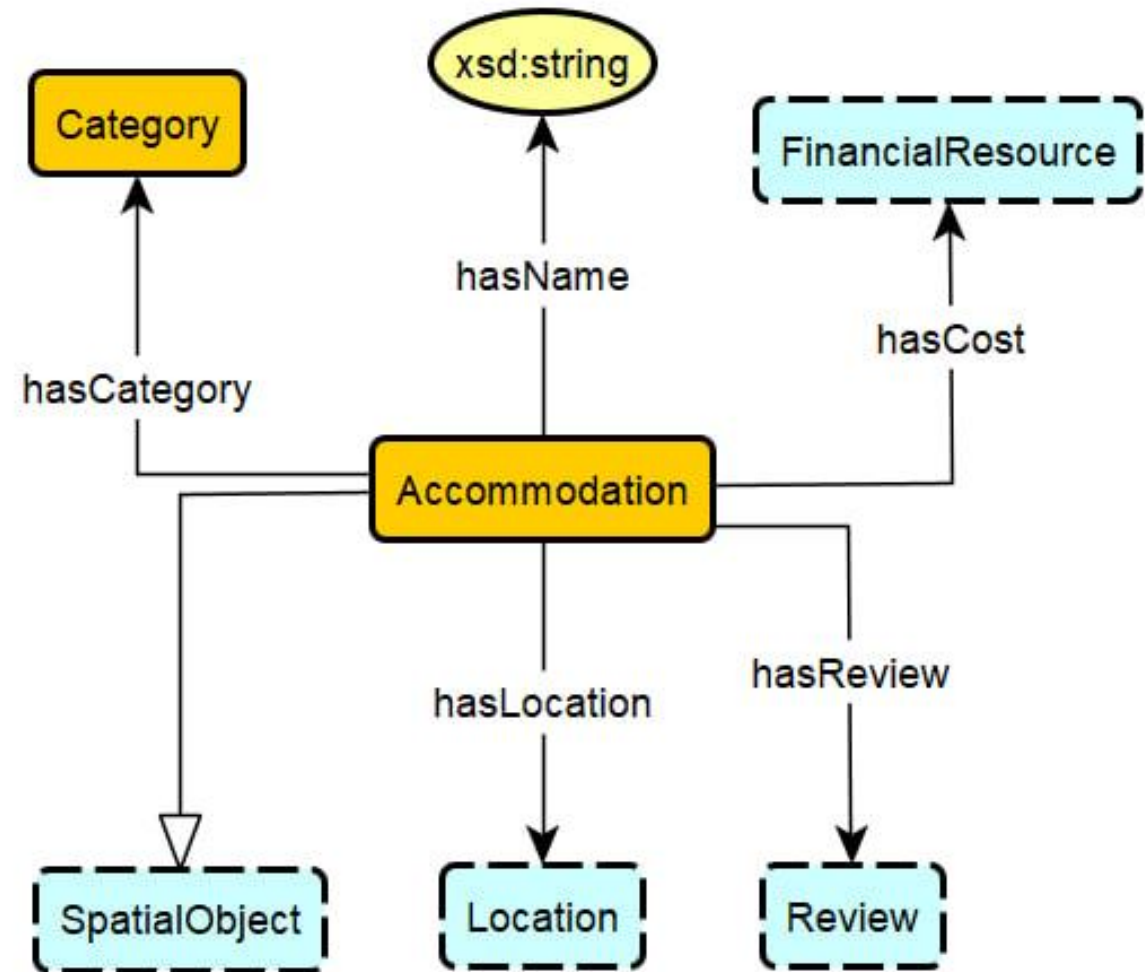 xsd:string
Category
FinancialResource
hasName
hasCost
hasCategory
Accommodation
hasReview
hasLocation
SpatialObject
Location
Review